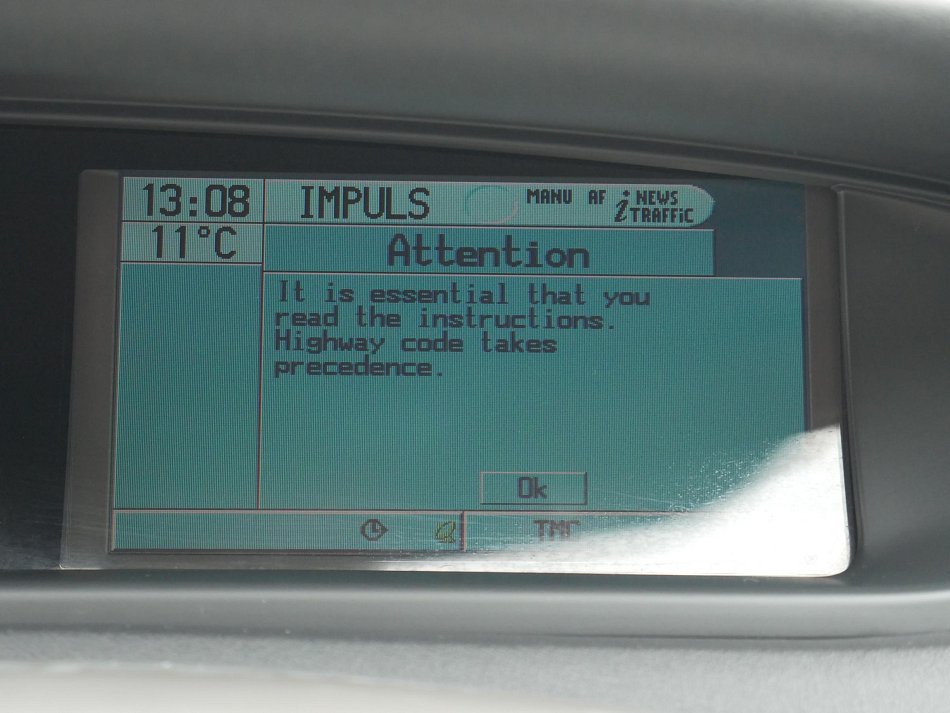 13:08 IMPULS MANU AF i NEWS
i TRAFFIC
11°C
Attention
It is essential that you
read the instructions.
Highway code takes
precedence.
Ok
TMC